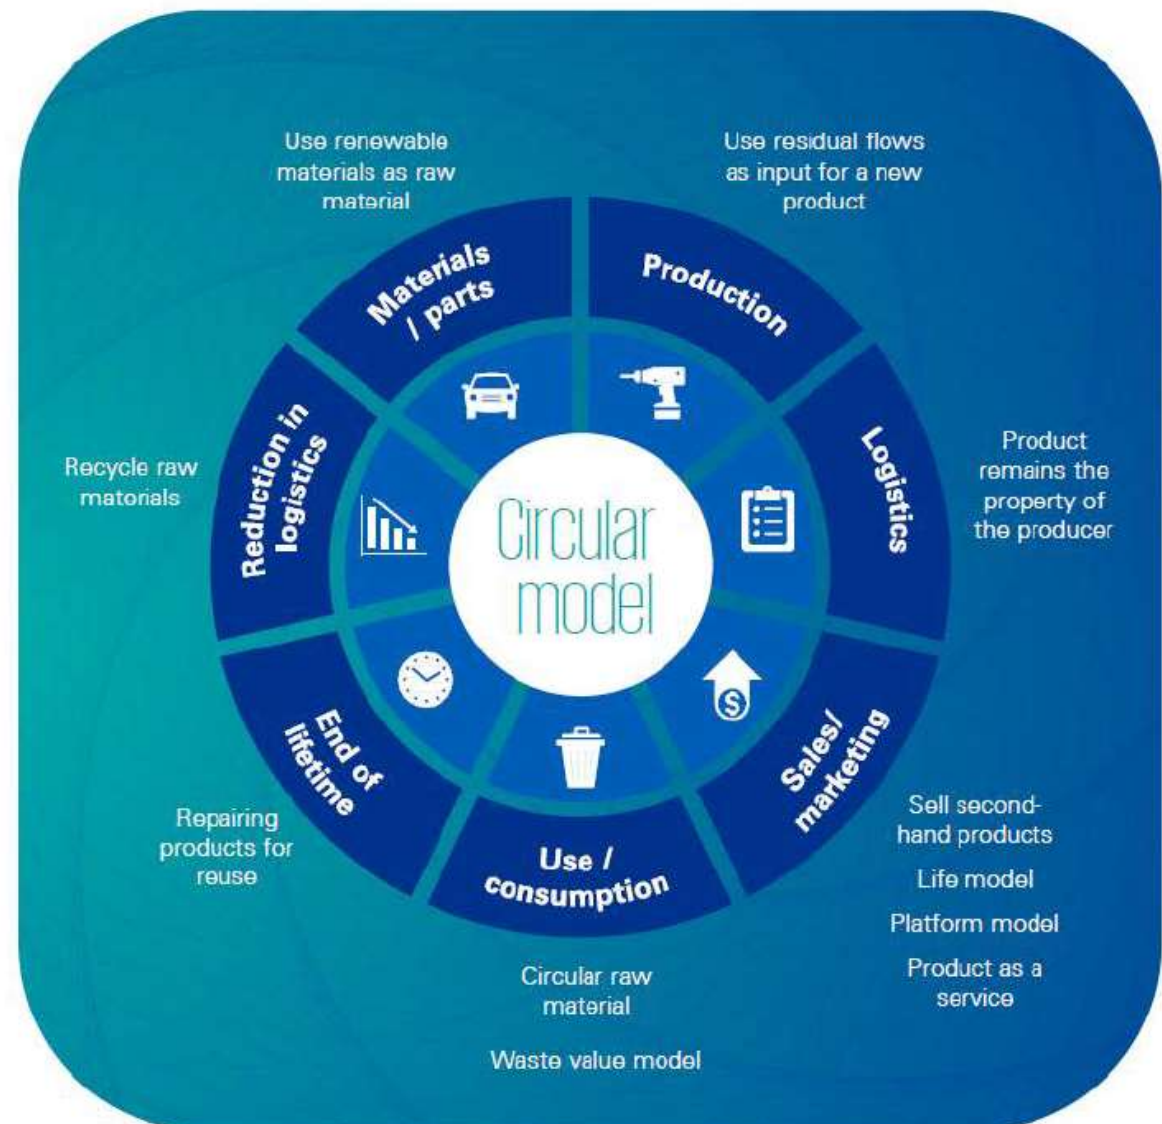 Use renewable
materials as raw
material
Use residual flows
as input for a new
product
Materials
/ parts
Production
Reduction in
logistics
Logistics
Recycle raw
materials
Product
remains the
property of
the producer
Circular
model
End of
lifetime
Sales/
marketing
Use /
consumption
Repairing
products for
reuse
Sell second-
hand products
Life model
Platform model
Product as a
service
Circular raw
material
Waste value model
$